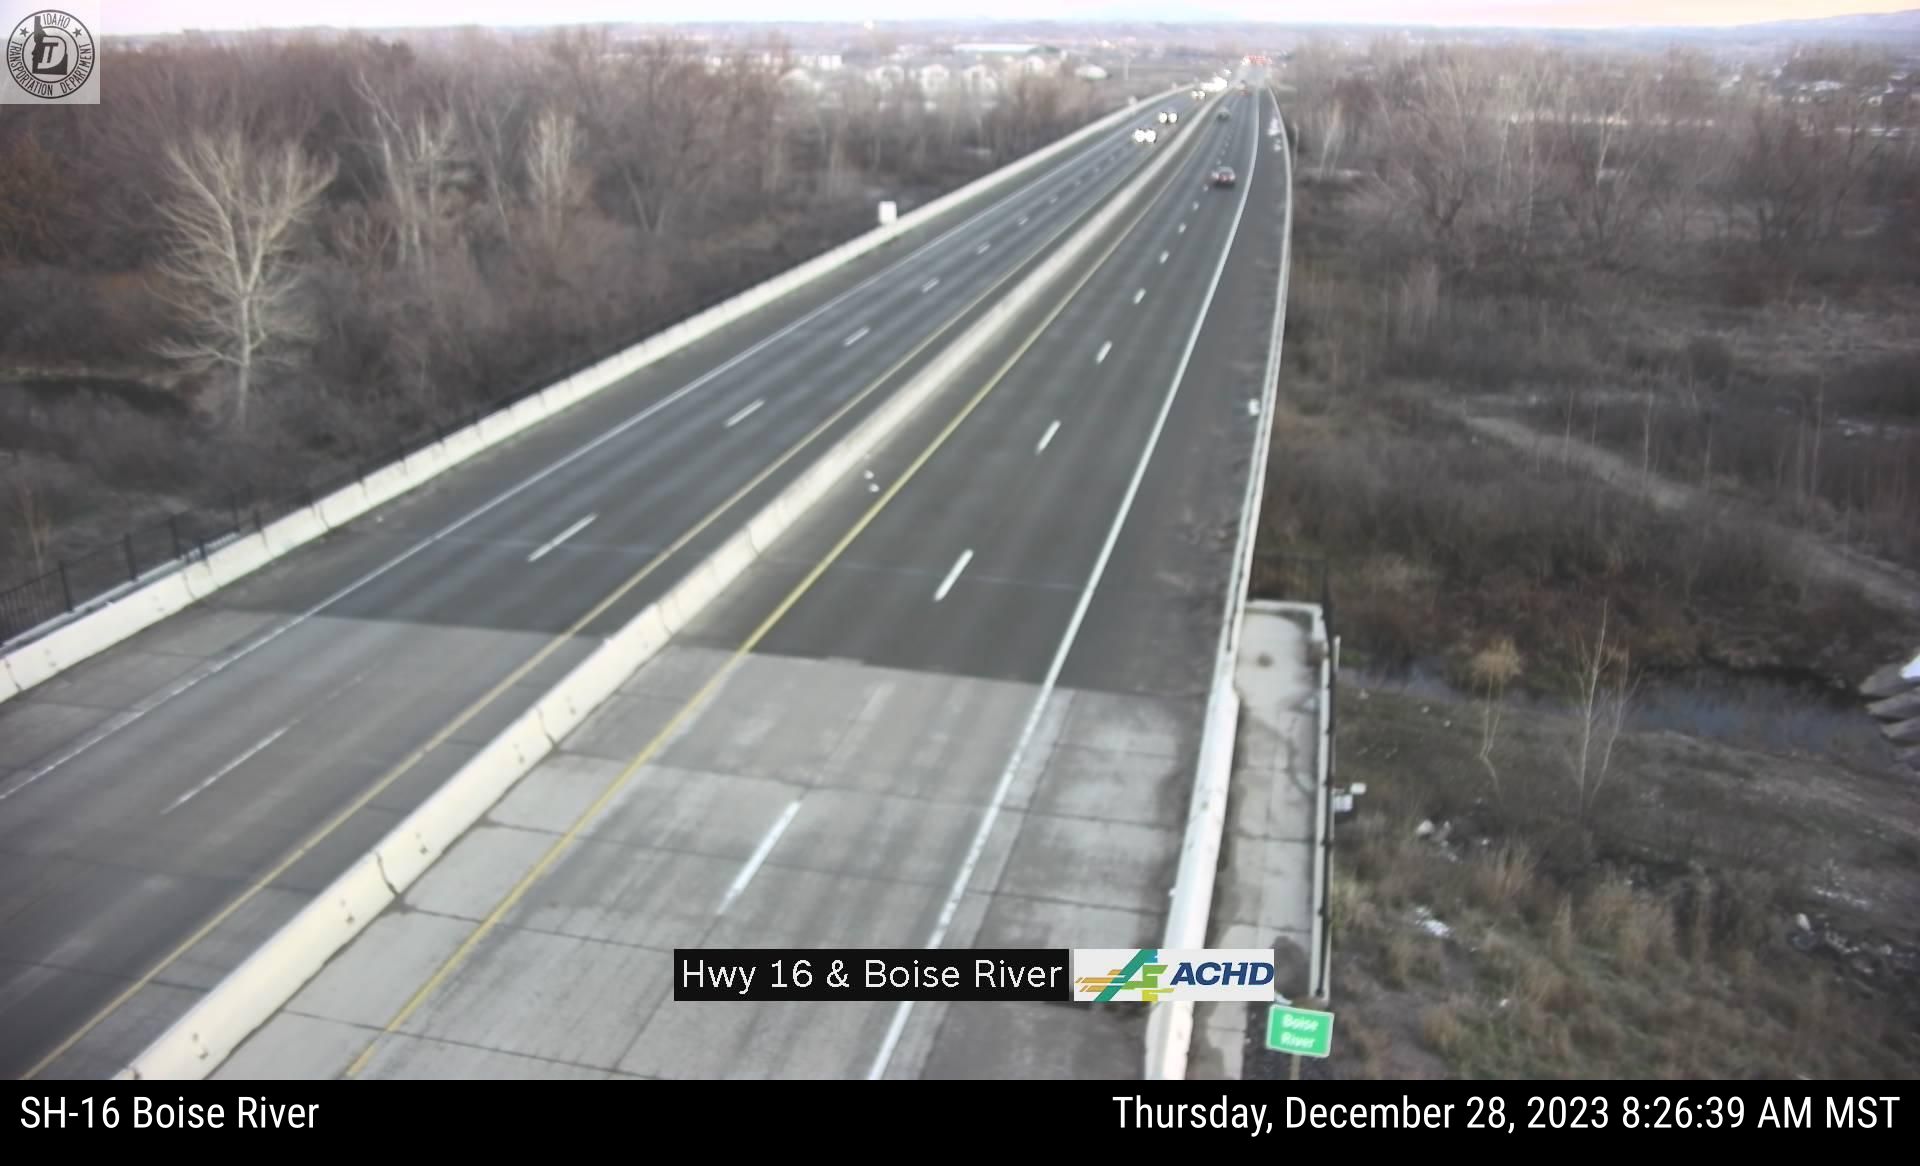 IDAHO
TRANSPORTATION DEPARTMENT
Hwy 16 & Boise River
ACHD
Boise
River
SH-16 Boise River
Thursday, December 28, 2023 8:26:39 AM MST